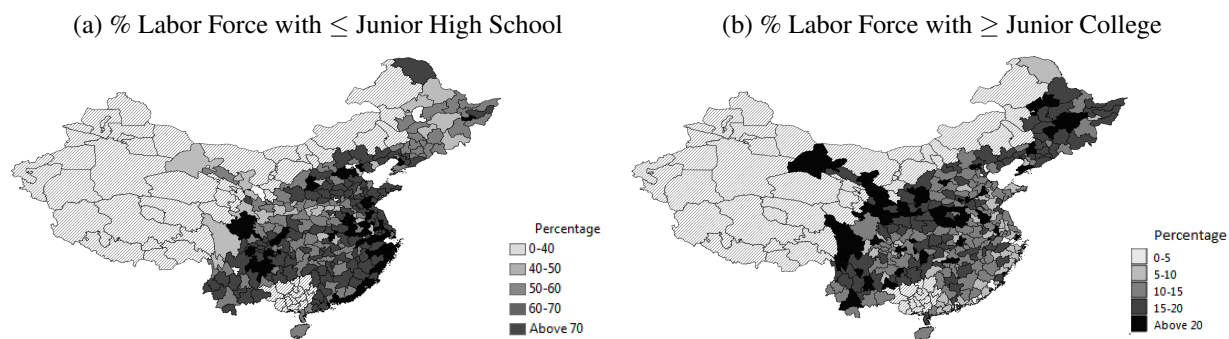 (a) % Labor Force with ≤ Junior High School
(b) % Labor Force with ≥ Junior College
Percentage
0-40
40-50
50-60
60-70
Above 70
Percentage
0-5
5-10
10-15
15-20
Above 20